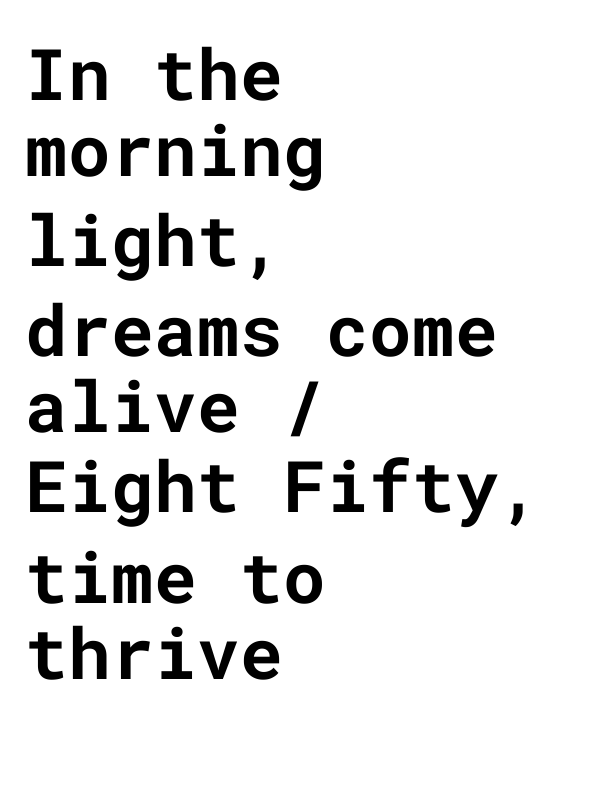 In the
morning
light,
dreams come
alive /
Eight Fifty,
time to
thrive